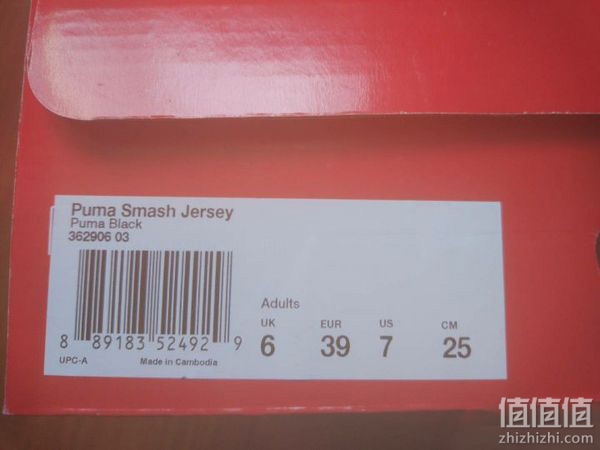 Puma Smash Jersey
Puma Black
362906 03
8 89183 52492 9
UPC-A Made in Cambodia
Adults
UK EUR US CM
6 39 7 25
值值值
zhizhizhi.com